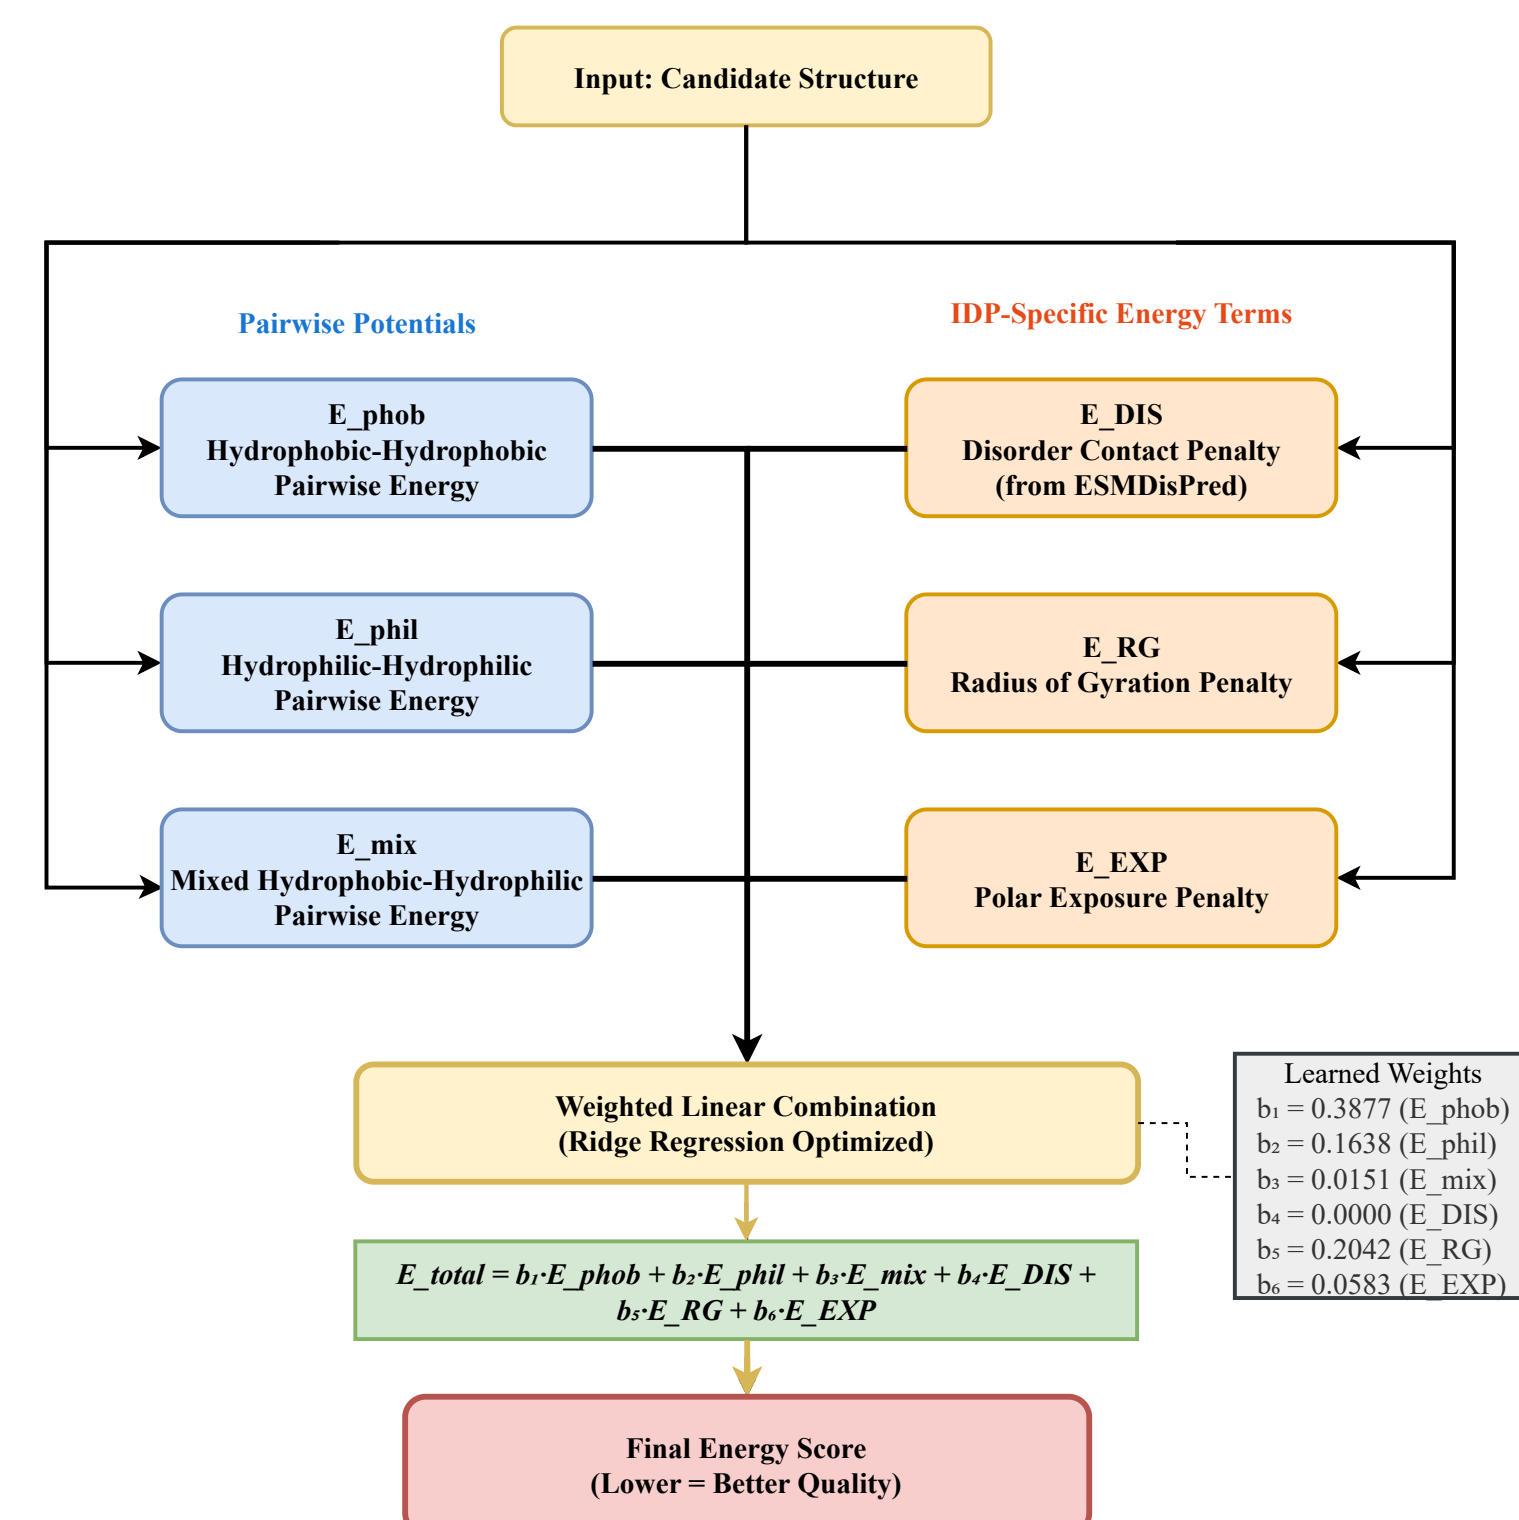 Input: Candidate Structure
Pairwise Potentials
IDP-Specific Energy Terms
E_phob
Hydrophobic-Hydrophobic
Pairwise Energy
E_DIS
Disorder Contact Penalty
(from ESMDisPred)
E_phil
Hydrophilic-Hydrophilic
Pairwise Energy
E_RG
Radius of Gyration Penalty
E_mix
Mixed Hydrophobic-Hydrophilic
Pairwise Energy
E_EXP
Polar Exposure Penalty
Weighted Linear Combination
(Ridge Regression Optimized)
Learned Weights
b₁ = 0.3877 (E_phob)
b₂ = 0.1638 (E_phil)
b₃ = 0.0151 (E_mix)
b₄ = 0.0000 (E_DIS)
b₅ = 0.2042 (E_RG)
b₆ = 0.0583 (E_EXP)
E_total = b₁·E_phob + b₂·E_phil + b₃·E_mix + b₄·E_DIS +
b₅·E_RG + b₆·E_EXP
Final Energy Score
(Lower = Better Quality)